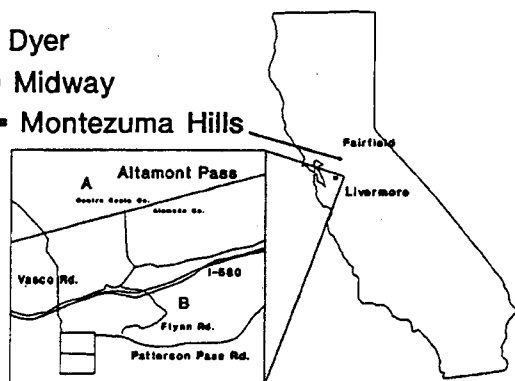 Dyer
Midway
Montezuma Hills
Fairfield
Livermore
A
Altamont Pass
Contra Costa Co.
Alameda Co.
Vasco Rd.
I-580
B
Flynn Rd.
Patterson Pass Rd.